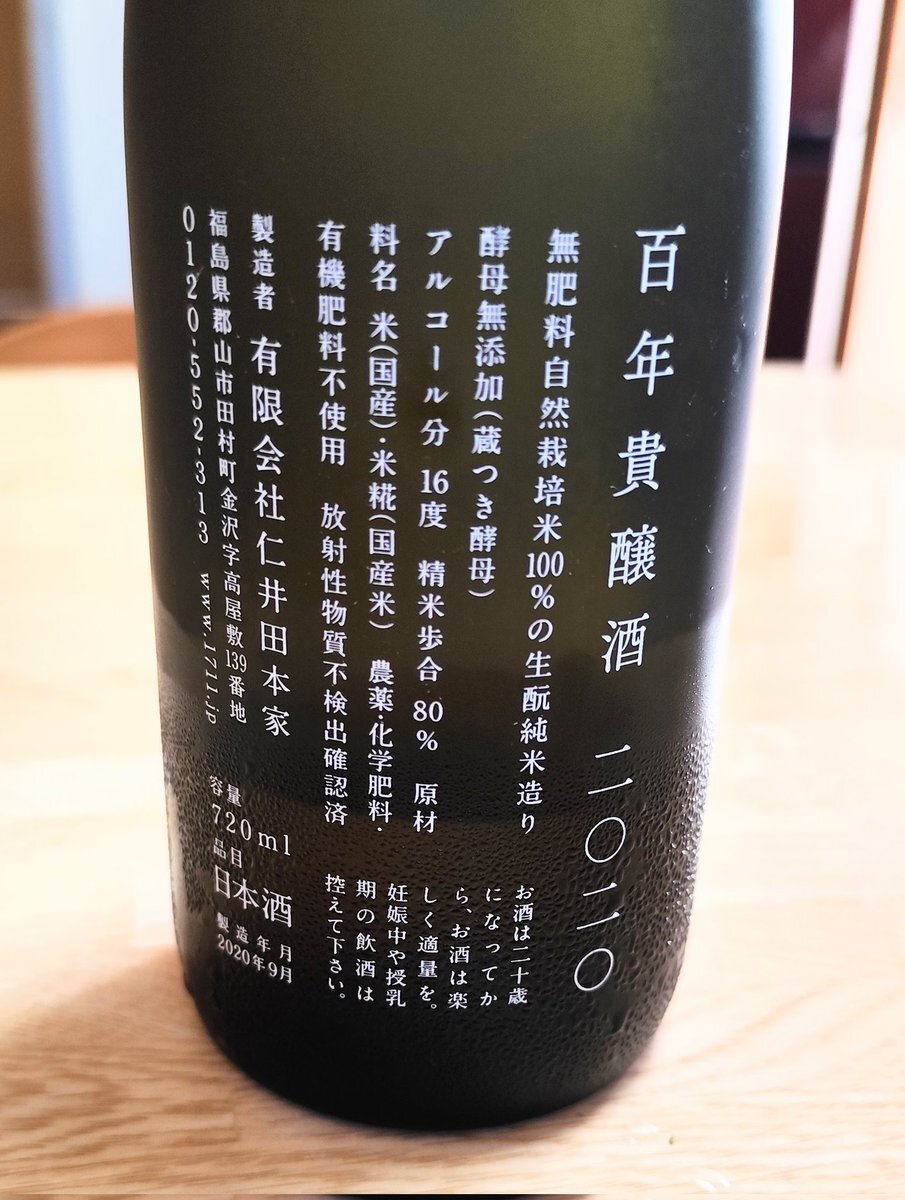 百年貴醸酒 二〇二〇
無肥料自然栽培米100%の生酛純米造り
酵母無添加(蔵つき酵母)
アルコール分 16度 精米歩合 80% 原材
料名 米(国産)・米糀(国産米) 農薬・化学肥料・
有機肥料不使用 放射性物質不検出確認済
製造者 有限会社仁井田本家
福島県郡山市田村町金沢字高屋敷139番地
0120-552-313 www.1711.jp
お酒は二十歳
になってか
ら、お酒は楽
しく適量を。
妊娠中や授乳
期の飲酒は
控えて下さい。
容量
720ml
品目
日本酒
製造年月
2020年9月